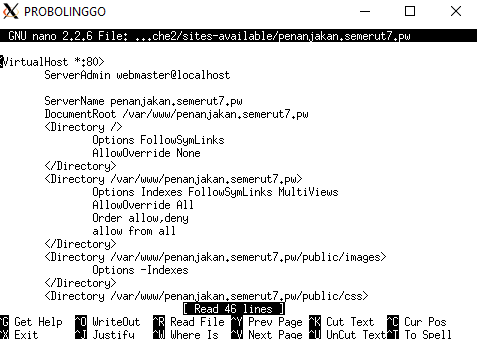 PROBOLINGGO
GNU nano 2.2.6 File: ...che2/sites-available/penanjakan.semerut7.pw
<VirtualHost *:80>
ServerAdmin webmaster@localhost
ServerName penanjakan.semerut7.pw
DocumentRoot /var/www/penanjakan.semerut7.pw
<Directory />
Options FollowSymLinks
AllowOverride None
</Directory>
<Directory /var/www/penanjakan.semerut7.pw>
Options Indexes FollowSymLinks MultiViews
AllowOverride All
Order allow,deny
allow from all
</Directory>
<Directory /var/www/penanjakan.semerut7.pw/public/images>
Options -Indexes
</Directory>
<Directory /var/www/penanjakan.semerut7.pw/public/css>
[ Read 46 lines ]
^G Get Help ^O WriteOut ^R Read File ^Y Prev Page ^K Cut Text ^C Cur Pos
^X Exit ^J Justify ^W Where Is ^V Next Page ^U UnCut Text ^T To Spell